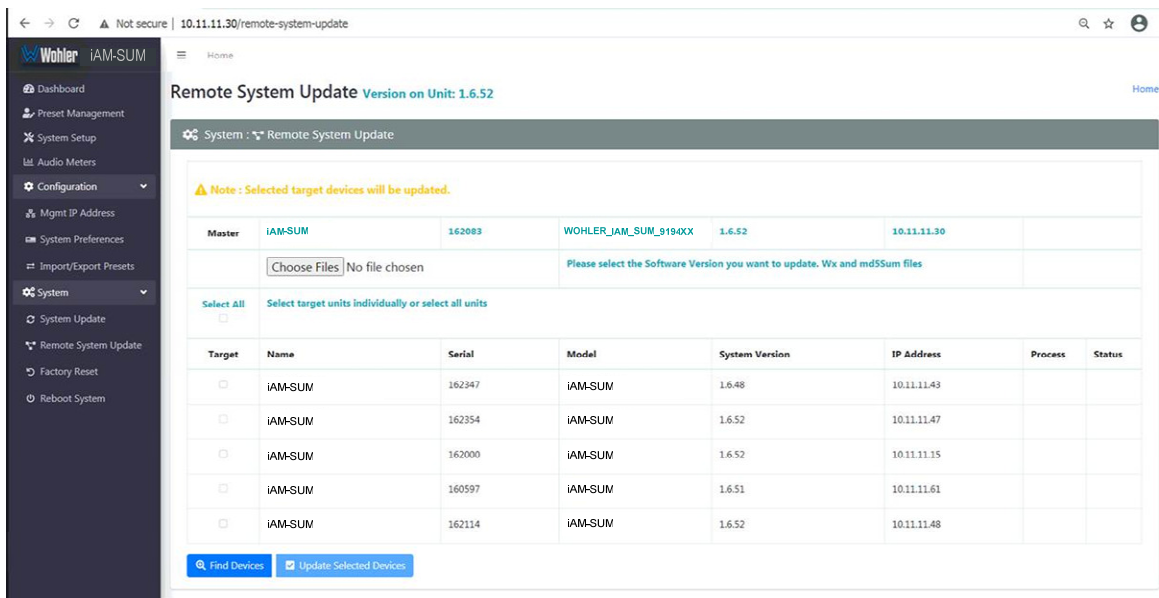 Not secure | 10.11.11.30/remote-system-update
Wohler iAM-SUM
Home
Dashboard
Preset Management
System Setup
Audio Meters
Configuration
Mgmt IP Address
System Preferences
Import/Export Presets
System
System Update
Remote System Update
Factory Reset
Reboot System
Remote System Update Version on Unit: 1.6.52
Home
System : Remote System Update
Note : Selected target devices will be updated.
Master iAM-SUM 162083 WOHLER_IAM_SUM_9194XX 1.6.52 10.11.11.30
Choose Files No file chosen Please select the Software Version you want to update. Wx and md5Sum files
Select All Select target units individually or select all units
Target Name Serial Model System Version IP Address Process Status
iAM-SUM 162347 iAM-SUM 1.6.48 10.11.11.43
iAM-SUM 162354 iAM-SUM 1.6.52 10.11.11.47
iAM-SUM 162000 iAM-SUM 1.6.52 10.11.11.15
iAM-SUM 160597 iAM-SUM 1.6.51 10.11.11.61
iAM-SUM 162114 iAM-SUM 1.6.52 10.11.11.48
Find Devices Update Selected Devices